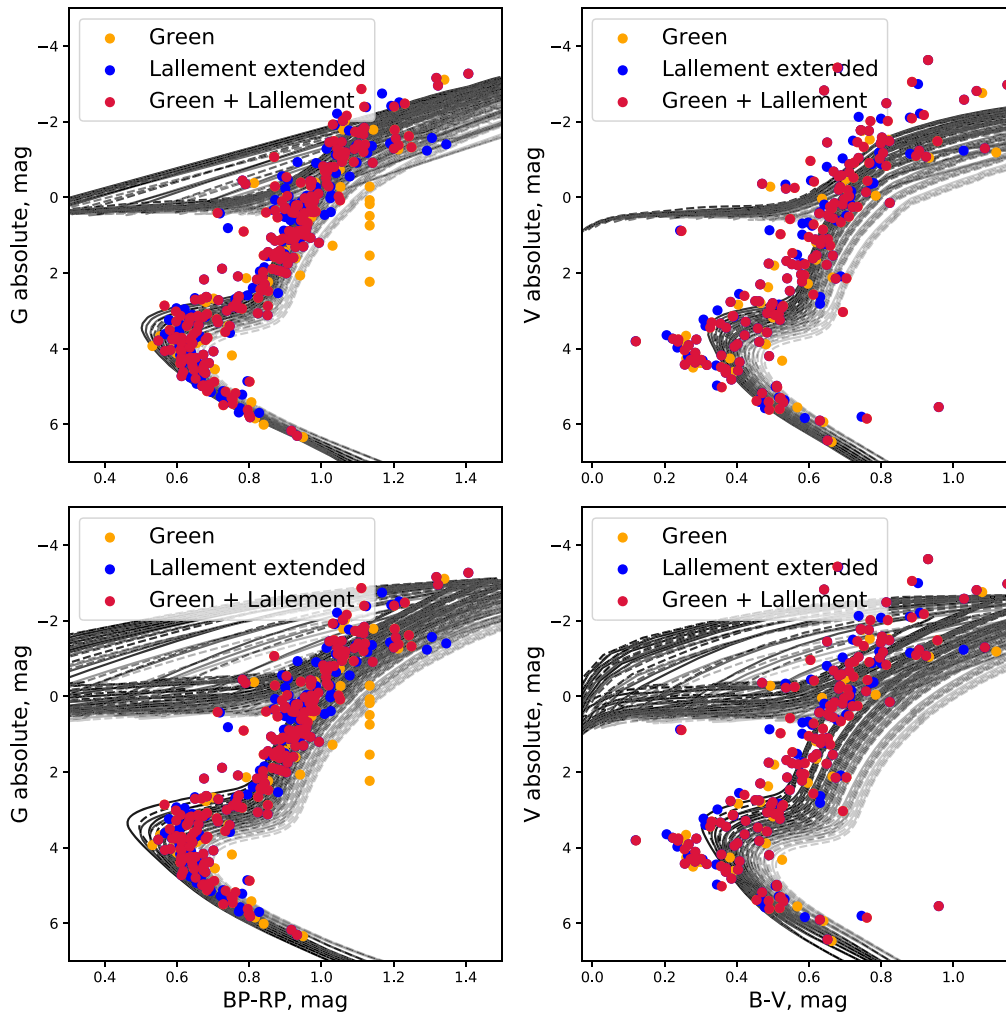 Green
Lallement extended
Green + Lallement
G absolute, mag
−4
−2
0
2
4
6
0.4 0.6 0.8 1.0 1.2 1.4
Green
Lallement extended
Green + Lallement
V absolute, mag
−4
−2
0
2
4
6
0.0 0.2 0.4 0.6 0.8 1.0
Green
Lallement extended
Green + Lallement
G absolute, mag
−4
−2
0
2
4
6
0.4 0.6 0.8 1.0 1.2 1.4
BP-RP, mag
Green
Lallement extended
Green + Lallement
V absolute, mag
−4
−2
0
2
4
6
0.0 0.2 0.4 0.6 0.8 1.0
B-V, mag